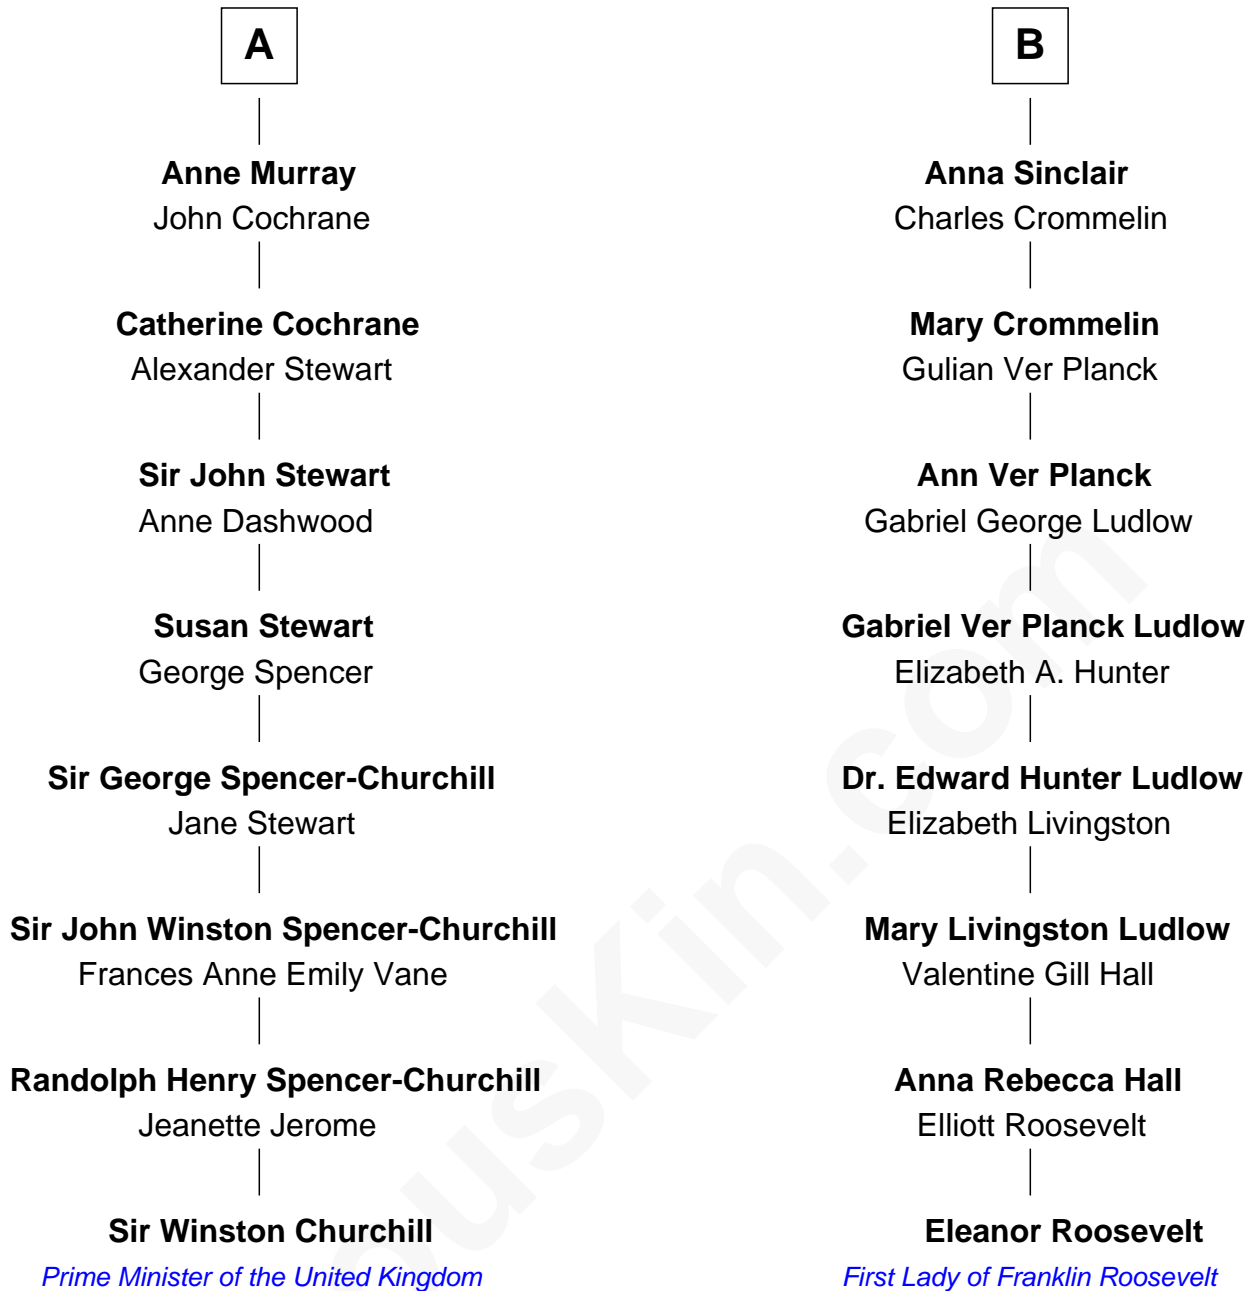 A
Anne Murray
John Cochrane
Catherine Cochrane
Alexander Stewart
Sir John Stewart
Anne Dashwood
Susan Stewart
George Spencer
Sir George Spencer-Churchill
Jane Stewart
Sir John Winston Spencer-Churchill
Frances Anne Emily Vane
Randolph Henry Spencer-Churchill
Jeanette Jerome
Sir Winston Churchill
Prime Minister of the United Kingdom
B
Anna Sinclair
Charles Crommelin
Mary Crommelin
Gulian Ver Planck
Ann Ver Planck
Gabriel George Ludlow
Gabriel Ver Planck Ludlow
Elizabeth A. Hunter
Dr. Edward Hunter Ludlow
Elizabeth Livingston
Mary Livingston Ludlow
Valentine Gill Hall
Anna Rebecca Hall
Elliott Roosevelt
Eleanor Roosevelt
First Lady of Franklin Roosevelt
ousKin.com